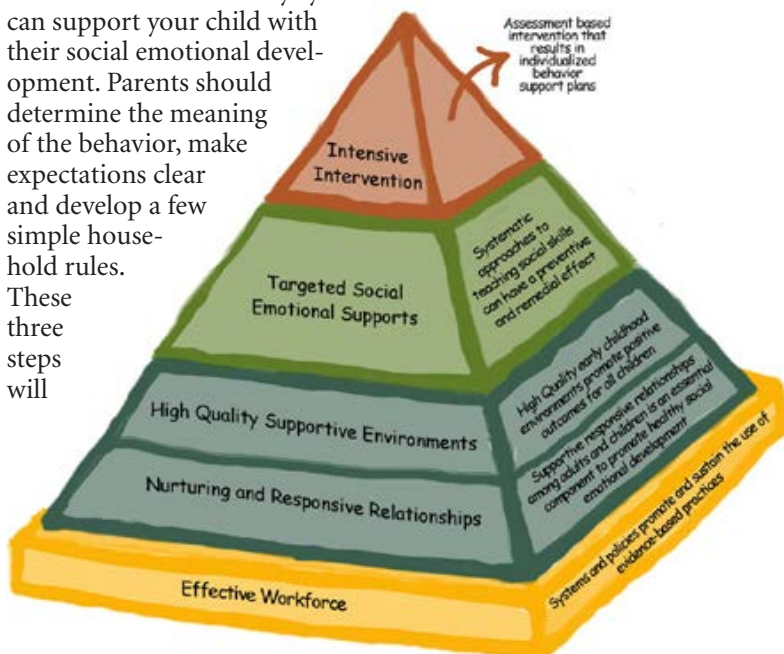 can support your child with
their social emotional devel-
opment. Parents should
determine the meaning
of the behavior, make
expectations clear
and develop a few
simple house-
hold rules.
These
three
steps
will
Assessment based
intervention that
results in
individualized
behavior
support plans
Intensive
Intervention
Systematic
approaches to
teaching social skills
can have a preventive
and remedial effect
Targeted Social
Emotional Supports
High Quality early childhood
environments promote positive
outcomes for all children
High Quality Supportive Environments
Supportive responsive relationships
among adults and children is an essential
component to promote healthy social
emotional development
Nurturing and Responsive Relationships
Systems and policies promote and sustain the use of
evidence-based practices
Effective Workforce